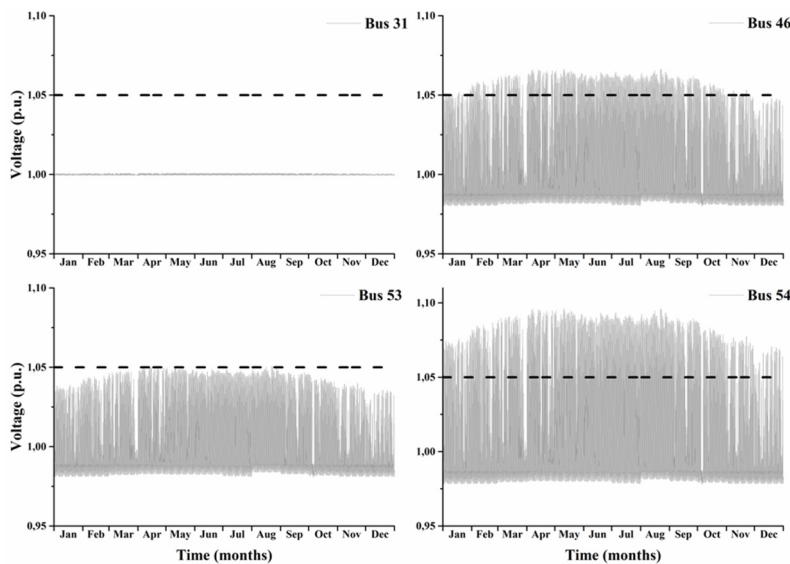 Bus 31
1,10
1,05
1,00
0,95
Voltage (p.u.)
Jan Feb Mar Apr May Jun Jul Aug Sep Oct Nov Dec
Bus 46
1,10
1,05
1,00
0,95
Jan Feb Mar Apr May Jun Jul Aug Sep Oct Nov Dec
Bus 53
1,10
1,05
1,00
0,95
Voltage (p.u.)
Jan Feb Mar Apr May Jun Jul Aug Sep Oct Nov Dec
Time (months)
Bus 54
1,10
1,05
1,00
0,95
Jan Feb Mar Apr May Jun Jul Aug Sep Oct Nov Dec
Time (months)